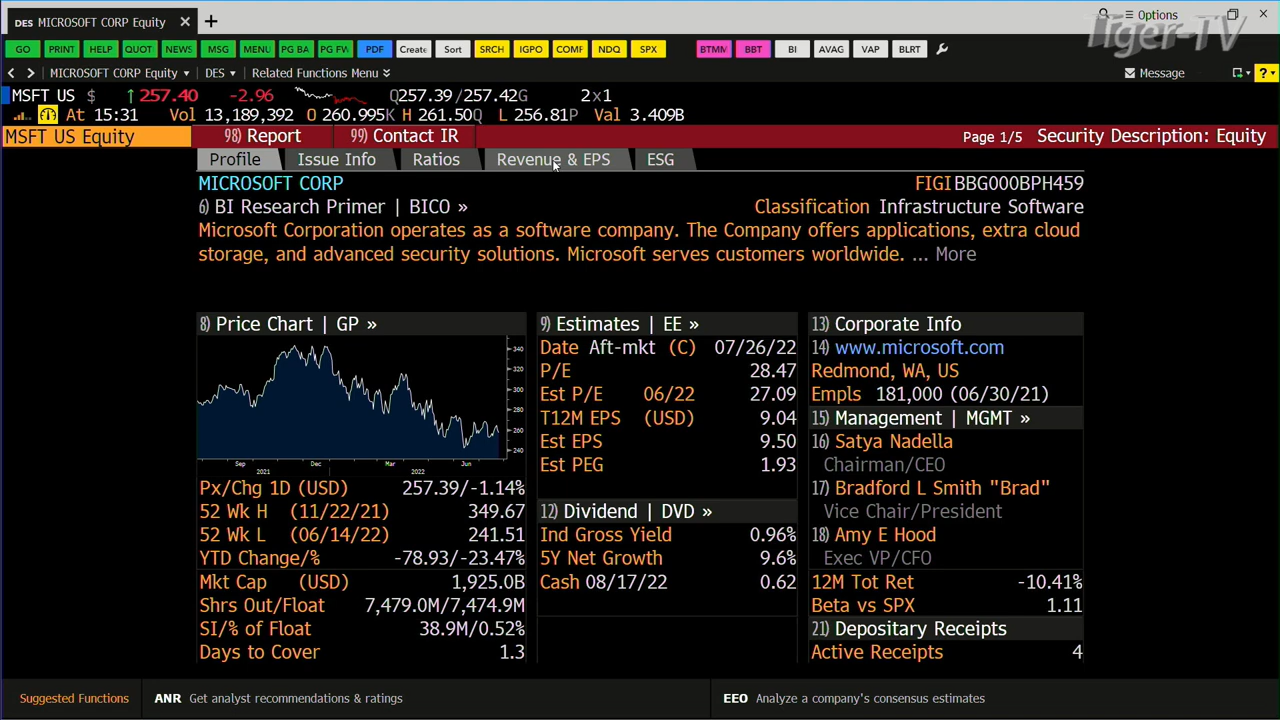 DES MICROSOFT CORP Equity × +
Options
Tiger-TV
GO PRINT HELP QUOT NEWS MSG MENU PG BA PG FW PDF Create Sort SRCH IGPO COMF NDQ SPX BTMM BBT BI AVAG VAP BLRT
MICROSOFT CORP Equity DES Related Functions Menu Message ?
MSFT US $ ↑257.40 -2.96 Q257.39/257.42G 2×1
At 15:31 Vol 13,189,392 O 260.995K H 261.50Q L 256.81P Val 3.409B
MSFT US Equity 98) Report 99) Contact IR Page 1/5 Security Description: Equity
Profile Issue Info Ratios Revenue & EPS ESG
MICROSOFT CORP FIGI BBG000BPH459
6) BI Research Primer | BICO » Classification Infrastructure Software
Microsoft Corporation operates as a software company. The Company offers applications, extra cloud
storage, and advanced security solutions. Microsoft serves customers worldwide. ... More
8) Price Chart | GP »
340
320
300
280
260
240
Sep Dec Mar Jun
2021 2022
Px/Chg 1D (USD) 257.39/-1.14%
52 Wk H (11/22/21) 349.67
52 Wk L (06/14/22) 241.51
YTD Change/% -78.93/-23.47%
Mkt Cap (USD) 1,925.0B
Shrs Out/Float 7,479.0M/7,474.9M
SI/% of Float 38.9M/0.52%
Days to Cover 1.3
9) Estimates | EE »
Date Aft-mkt (C) 07/26/22
P/E 28.47
Est P/E 06/22 27.09
T12M EPS (USD) 9.04
Est EPS 9.50
Est PEG 1.93
12) Dividend | DVD »
Ind Gross Yield 0.96%
5Y Net Growth 9.6%
Cash 08/17/22 0.62
13) Corporate Info
14) www.microsoft.com
Redmond, WA, US
Empls 181,000 (06/30/21)
15) Management | MGMT »
16) Satya Nadella
Chairman/CEO
17) Bradford L Smith "Brad"
Vice Chair/President
18) Amy E Hood
Exec VP/CFO
12M Tot Ret -10.41%
Beta vs SPX 1.11
21) Depositary Receipts
Active Receipts 4
Suggested Functions ANR Get analyst recommendations & ratings EEO Analyze a company's consensus estimates